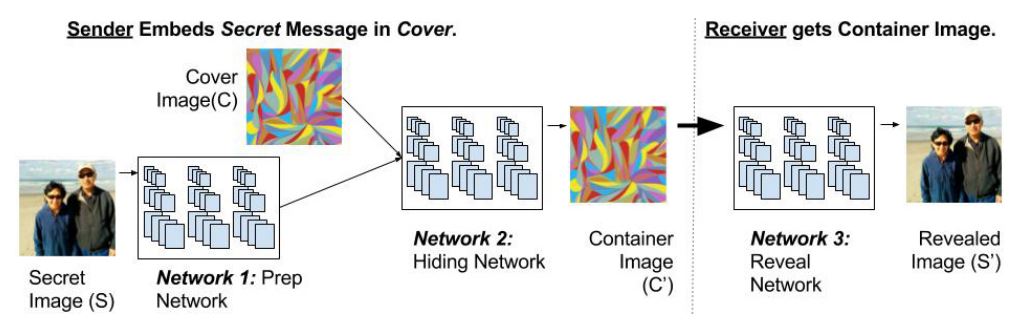 Sender Embeds Secret Message in Cover.
Receiver gets Container Image.
Cover
Image(C)
Secret
Image (S)
Network 1: Prep
Network
Network 2:
Hiding Network
Container
Image
(C’)
Network 3:
Reveal
Network
Revealed
Image (S’)